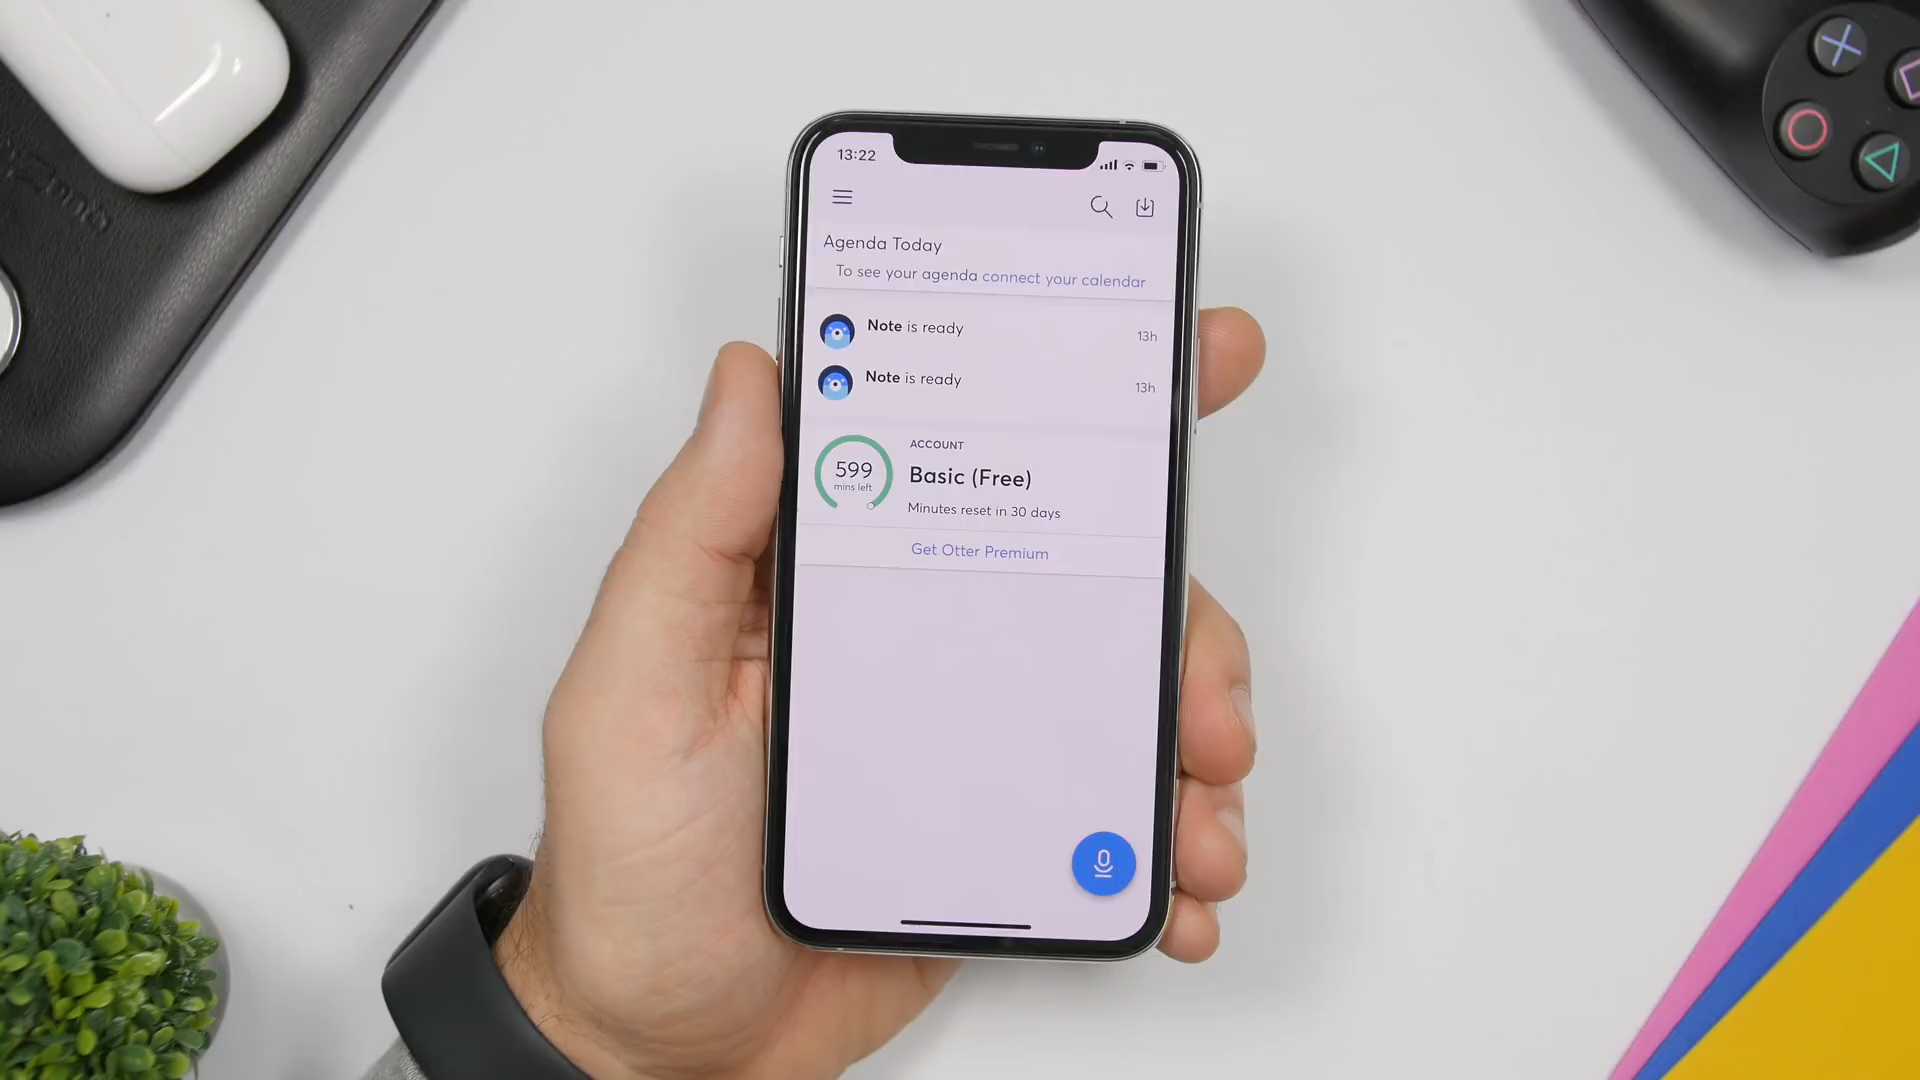 13:22
Agenda Today
To see your agenda connect your calendar
Note is ready
13h
Note is ready
13h
599
mins left
ACCOUNT
Basic (Free)
Minutes reset in 30 days
Get Otter Premium